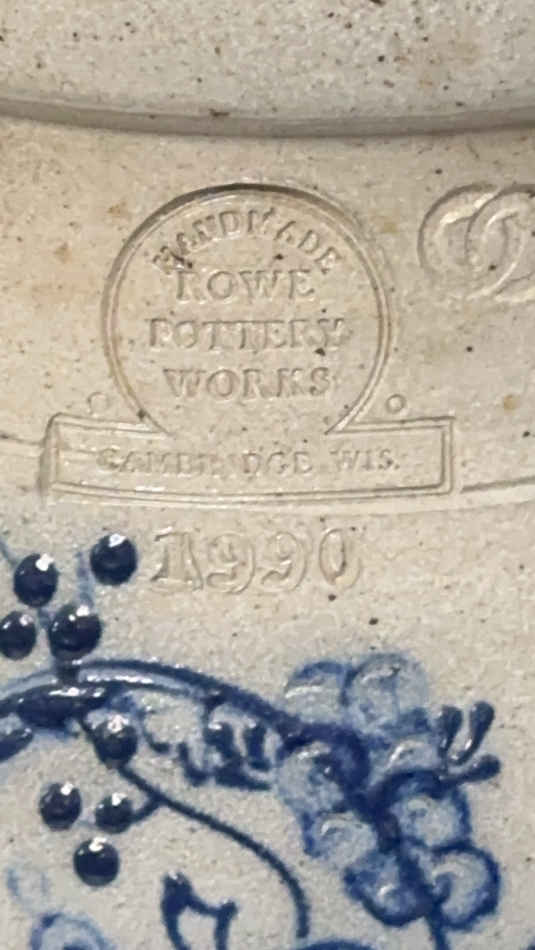 HANDMADE
ROWE
POTTERY
WORKS
CAMBRIDGE WIS.
1990